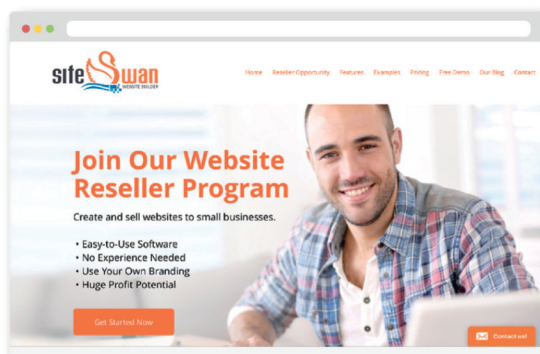 siteSwan
WEBSITE BUILDER
Home Reseller Opportunity Features Examples Pricing Free Demo Our Blog Contact
Join Our Website
Reseller Program
Create and sell websites to small businesses.
• Easy-to-Use Software
• No Experience Needed
• Use Your Own Branding
• Huge Profit Potential
Get Started Now
Contact us!